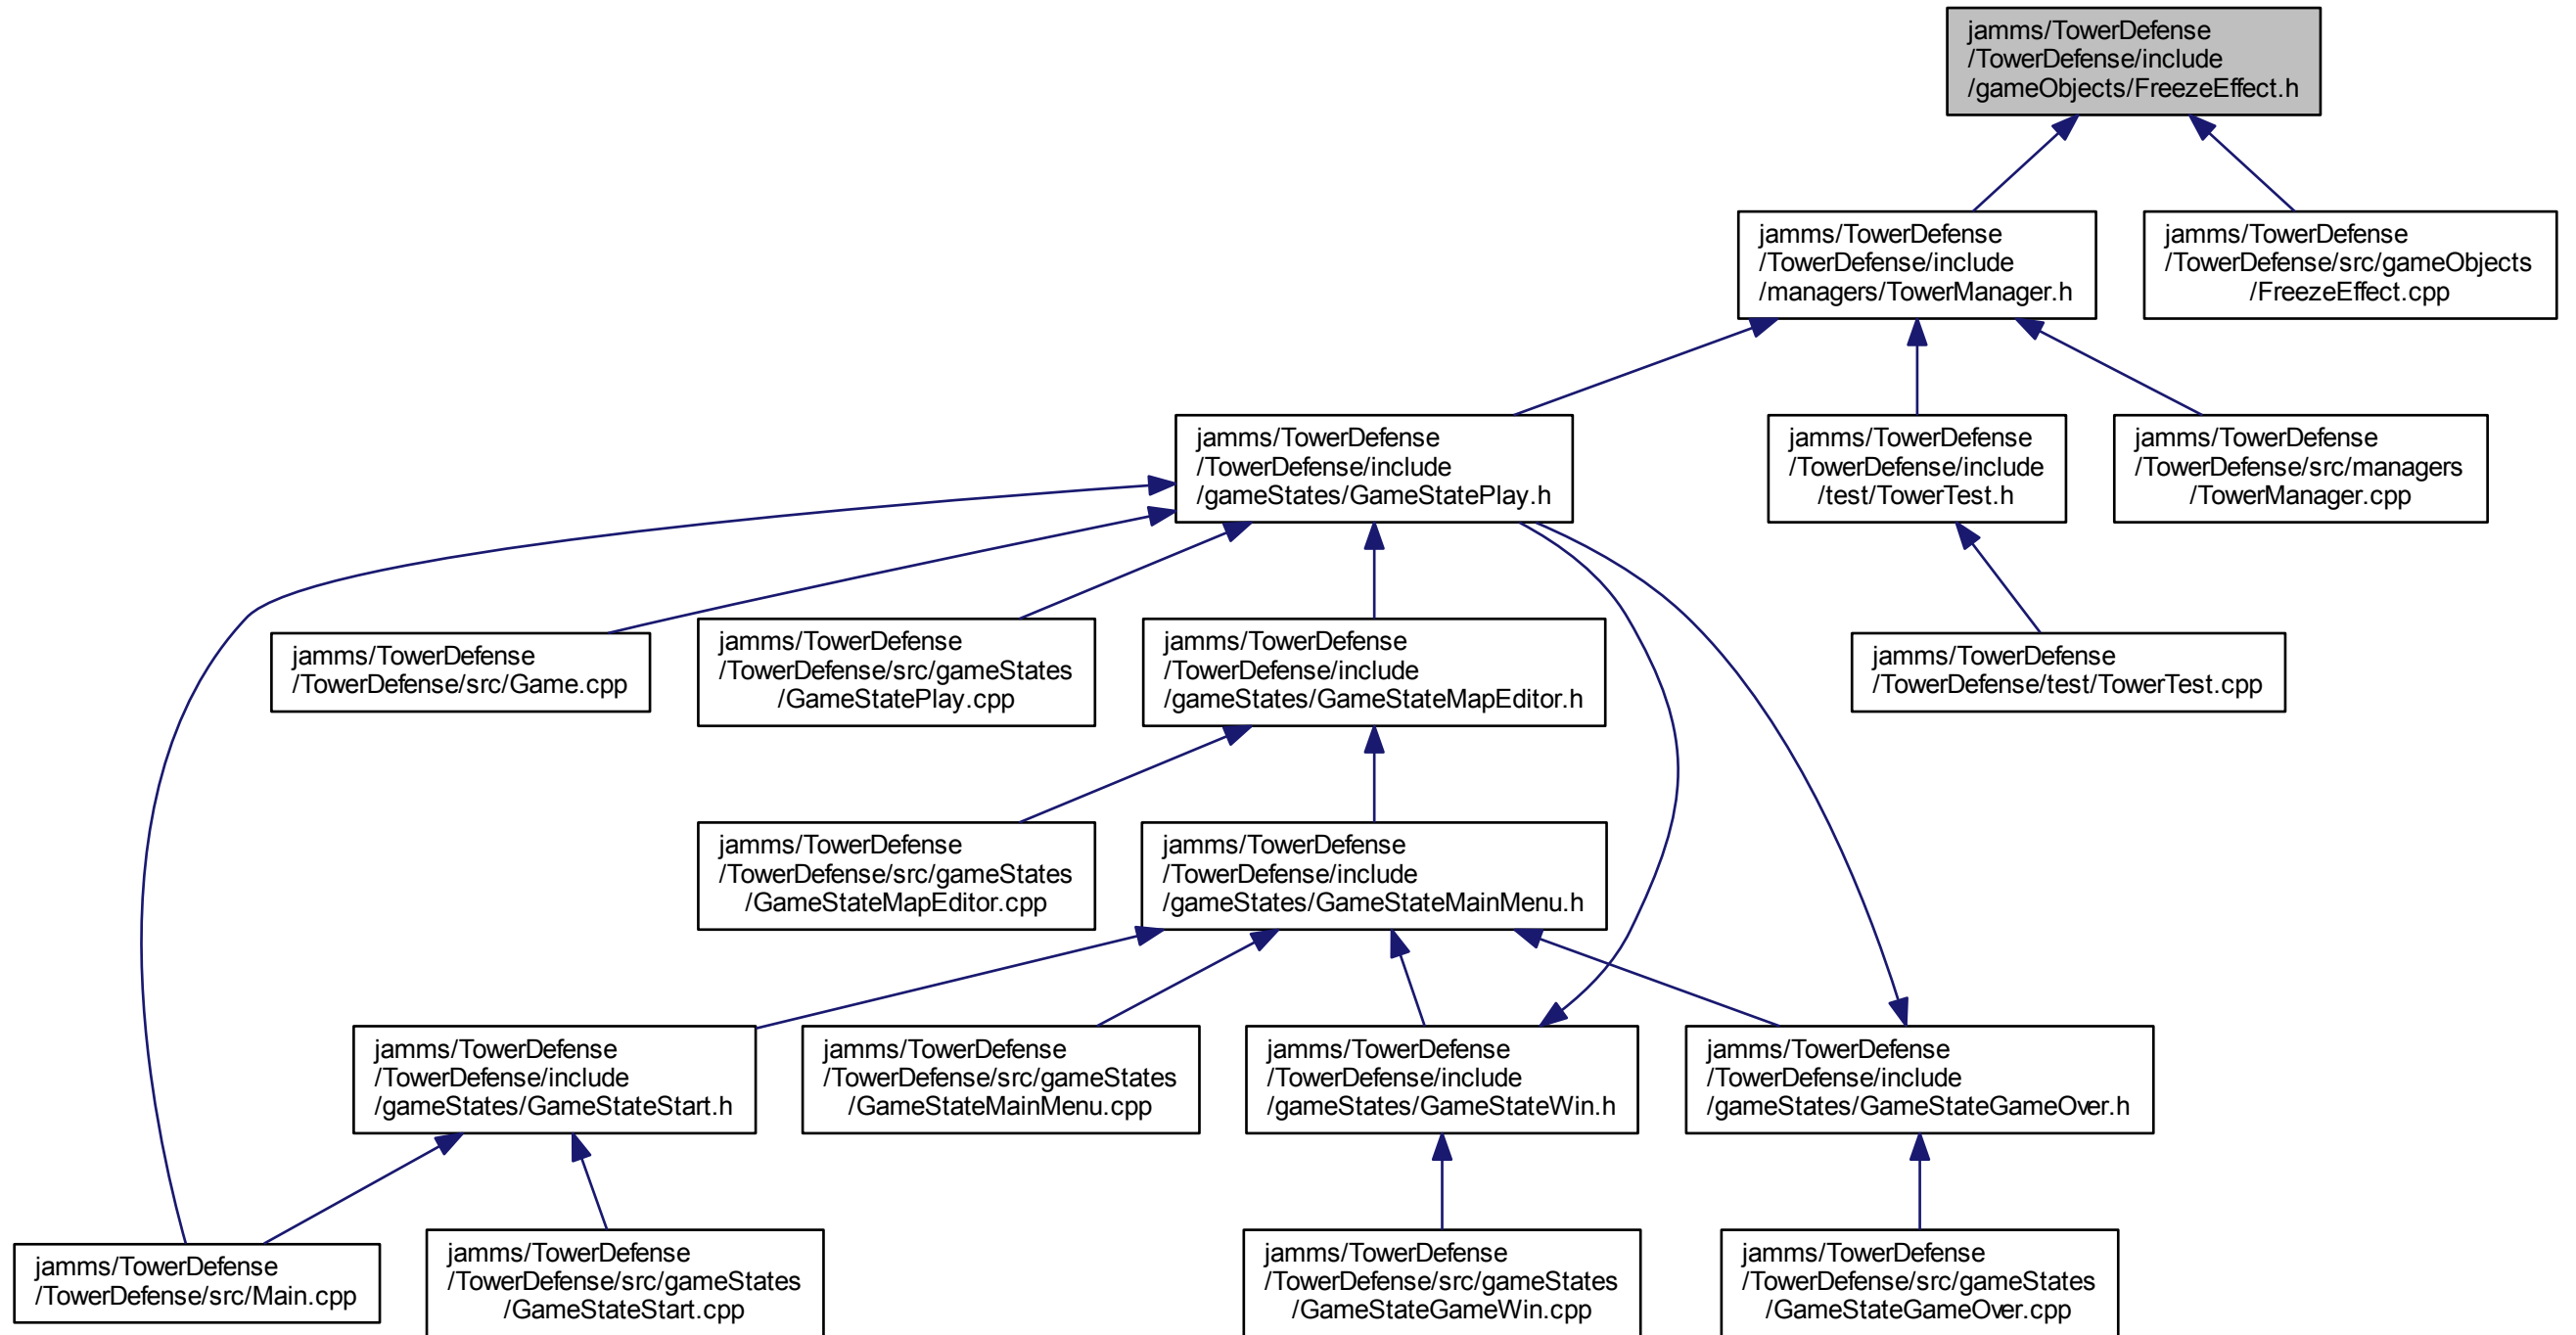 jamms/TowerDefense
/TowerDefense/include
/gameObjects/FreezeEffect.h
jamms/TowerDefense
/TowerDefense/include
/managers/TowerManager.h
jamms/TowerDefense
/TowerDefense/src/gameObjects
/FreezeEffect.cpp
jamms/TowerDefense
/TowerDefense/include
/gameStates/GameStatePlay.h
jamms/TowerDefense
/TowerDefense/include
/test/TowerTest.h
jamms/TowerDefense
/TowerDefense/src/managers
/TowerManager.cpp
jamms/TowerDefense
/TowerDefense/src/Game.cpp
jamms/TowerDefense
/TowerDefense/src/gameStates
/GameStatePlay.cpp
jamms/TowerDefense
/TowerDefense/include
/gameStates/GameStateMapEditor.h
jamms/TowerDefense
/TowerDefense/test/TowerTest.cpp
jamms/TowerDefense
/TowerDefense/src/gameStates
/GameStateMapEditor.cpp
jamms/TowerDefense
/TowerDefense/include
/gameStates/GameStateMainMenu.h
jamms/TowerDefense
/TowerDefense/include
/gameStates/GameStateStart.h
jamms/TowerDefense
/TowerDefense/src/gameStates
/GameStateMainMenu.cpp
jamms/TowerDefense
/TowerDefense/include
/gameStates/GameStateWin.h
jamms/TowerDefense
/TowerDefense/include
/gameStates/GameStateGameOver.h
jamms/TowerDefense
/TowerDefense/src/Main.cpp
jamms/TowerDefense
/TowerDefense/src/gameStates
/GameStateStart.cpp
jamms/TowerDefense
/TowerDefense/src/gameStates
/GameStateGameWin.cpp
jamms/TowerDefense
/TowerDefense/src/gameStates
/GameStateGameOver.cpp